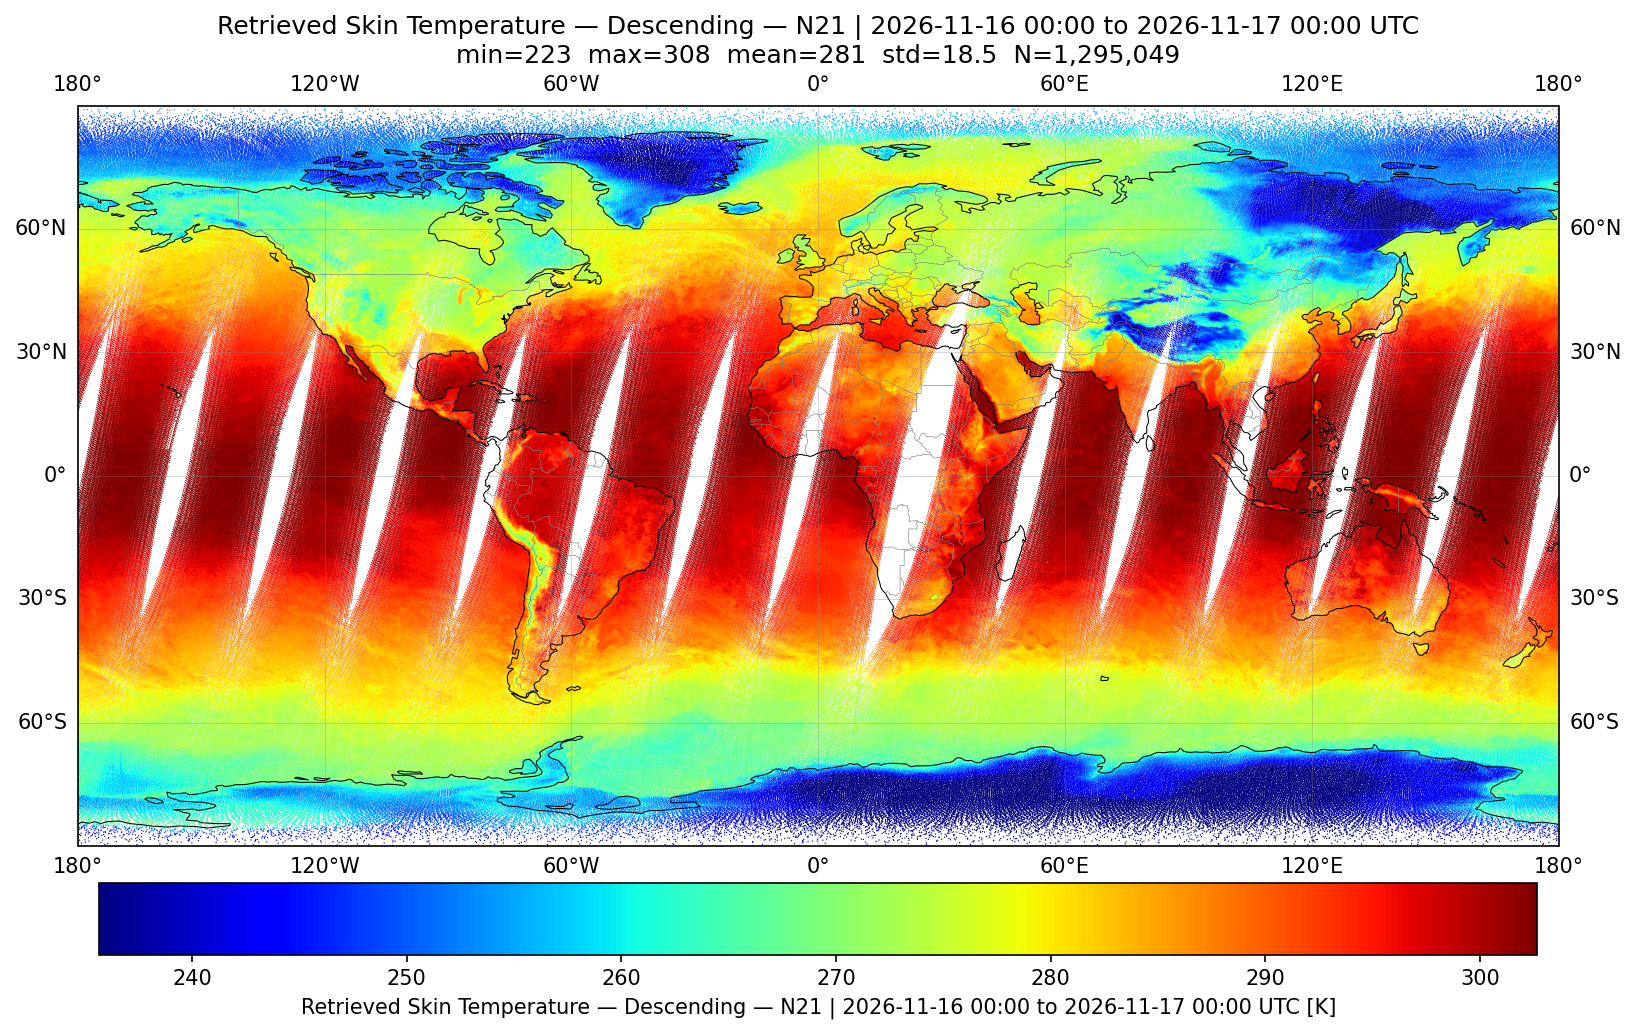 Retrieved Skin Temperature — Descending — N21 | 2026-11-16 00:00 to 2026-11-17 00:00 UTC
min=223 max=308 mean=281 std=18.5 N=1,295,049
180° 120°W 60°W 0° 60°E 120°E 180°
60°N 60°N
30°N 30°N
0° 0°
30°S 30°S
60°S 60°S
180° 120°W 60°W 0° 60°E 120°E 180°
240 250 260 270 280 290 300
Retrieved Skin Temperature — Descending — N21 | 2026-11-16 00:00 to 2026-11-17 00:00 UTC [K]